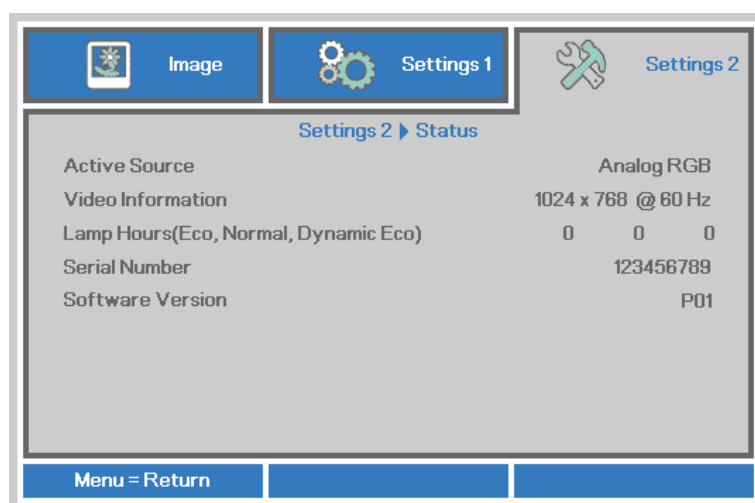 Image
Settings 1
Settings 2
Settings 2 ▶ Status
Active Source Analog RGB
Video Information 1024 x 768 @ 60 Hz
Lamp Hours(Eco, Normal, Dynamic Eco) 0 0 0
Serial Number 123456789
Software Version P01
Menu = Return